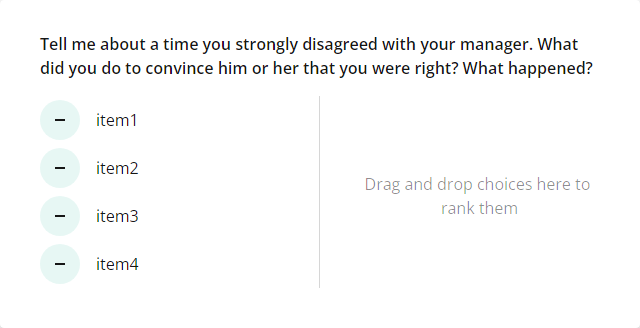 Tell me about a time you strongly disagreed with your manager. What
did you do to convince him or her that you were right? What happened?
item1
item2
item3
item4
Drag and drop choices here to
rank them